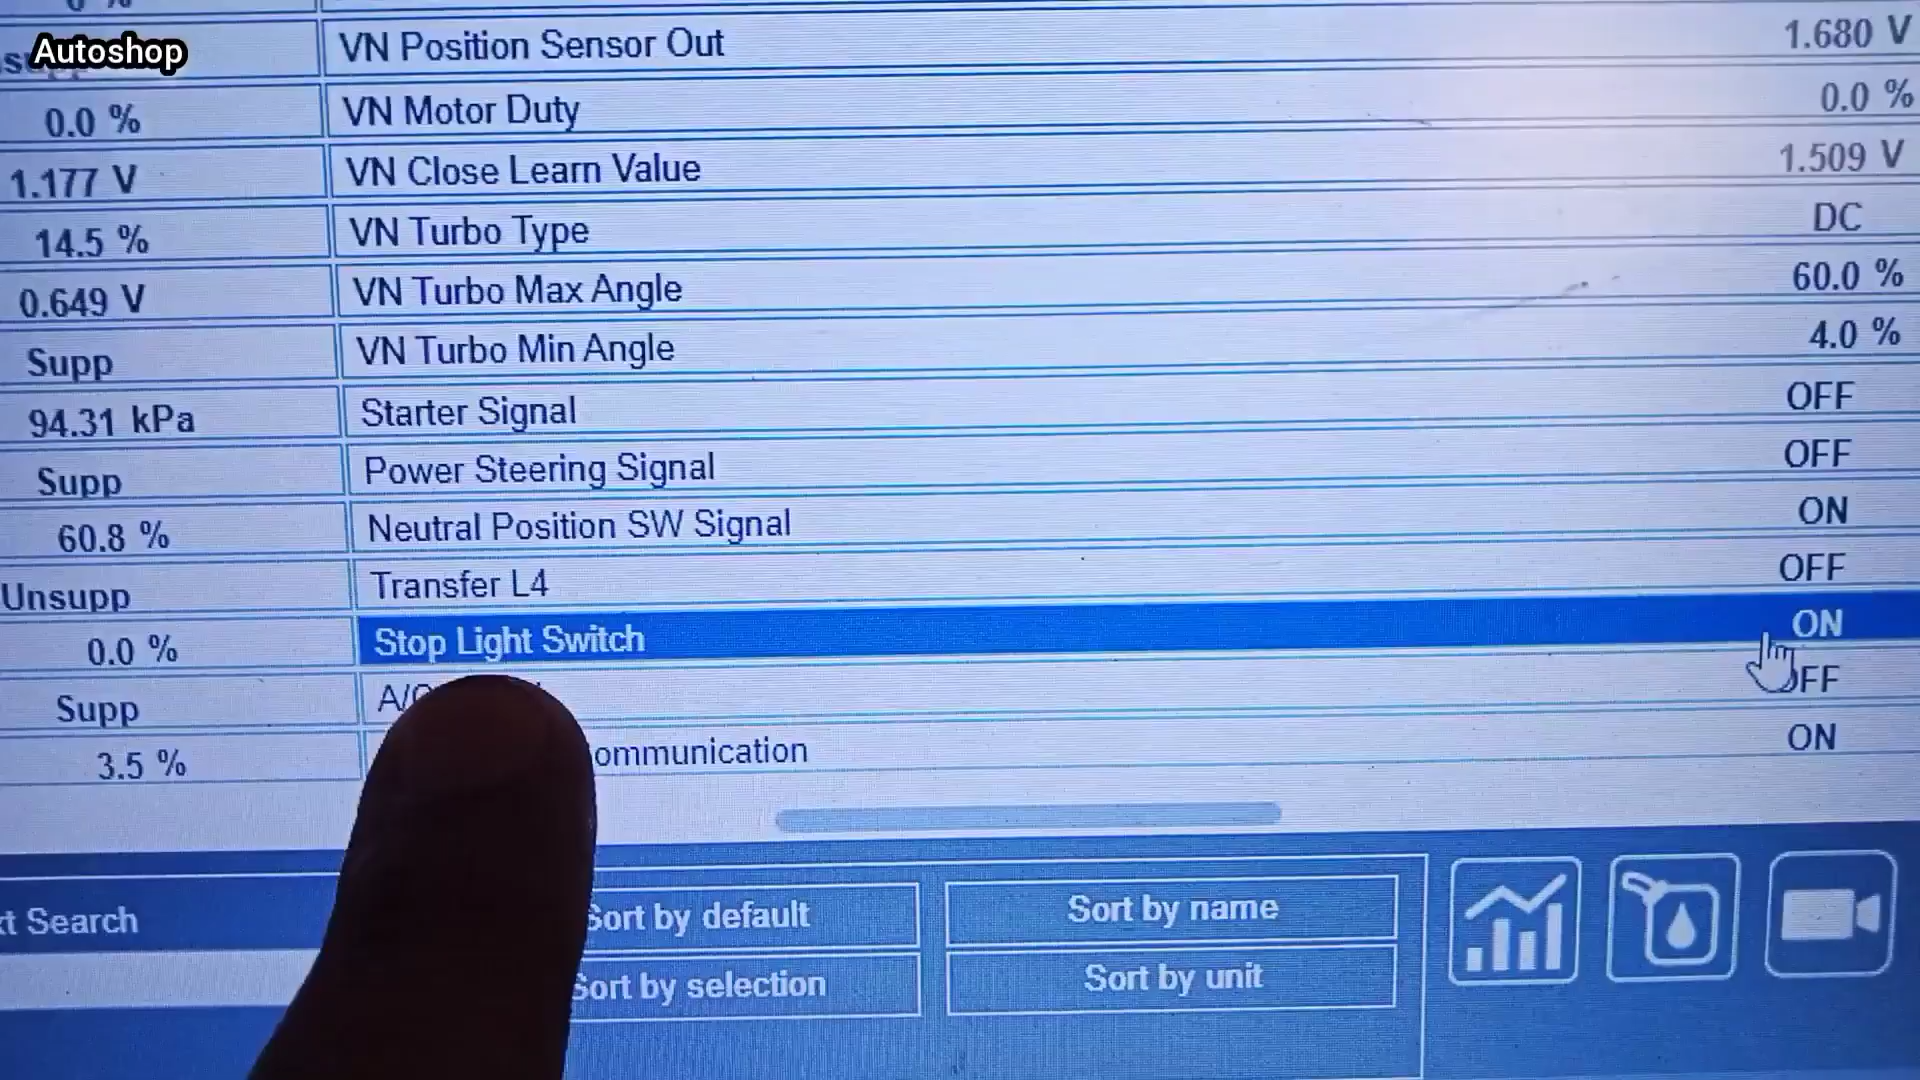 Autoshop
VN Position Sensor Out 1.680 V
0.0 % VN Motor Duty 0.0 %
1.177 V VN Close Learn Value 1.509 V
14.5 % VN Turbo Type DC
0.649 V VN Turbo Max Angle 60.0 %
Supp VN Turbo Min Angle 4.0 %
94.31 kPa Starter Signal OFF
Supp Power Steering Signal OFF
60.8 % Neutral Position SW Signal ON
Unsupp Transfer L4 OFF
0.0 % Stop Light Switch ON
Supp A/ FF
3.5 % ommunication ON
t Search
Sort by default Sort by name
Sort by selection Sort by unit